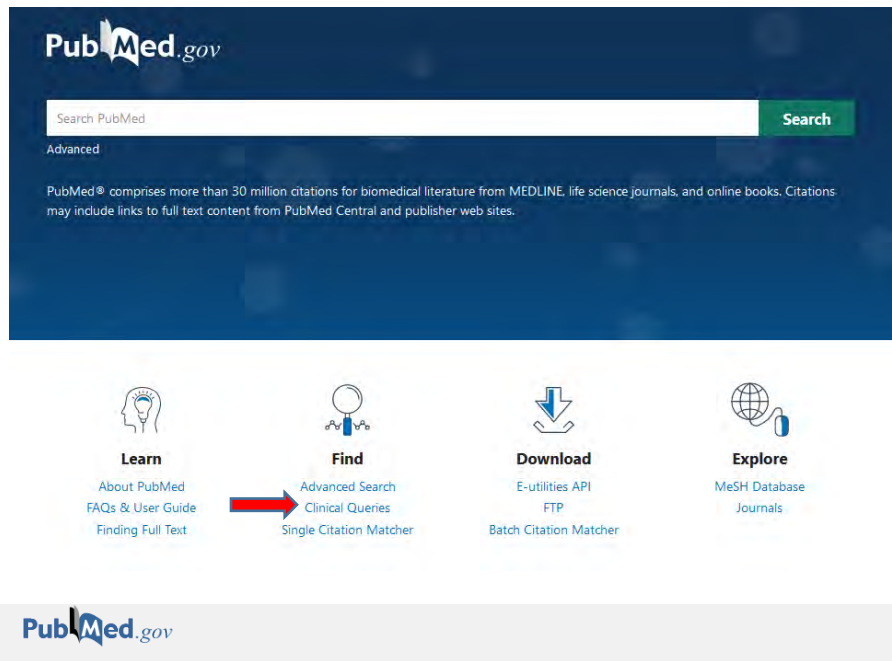 PubMed.gov
Search PubMed
Search
Advanced
PubMed® comprises more than 30 million citations for biomedical literature from MEDLINE, life science journals, and online books. Citations
may include links to full text content from PubMed Central and publisher web sites.
Learn
About PubMed
FAQs & User Guide
Finding Full Text
Find
Advanced Search
Clinical Queries
Single Citation Matcher
Download
E-utilities API
FTP
Batch Citation Matcher
Explore
MeSH Database
Journals
PubMed.gov